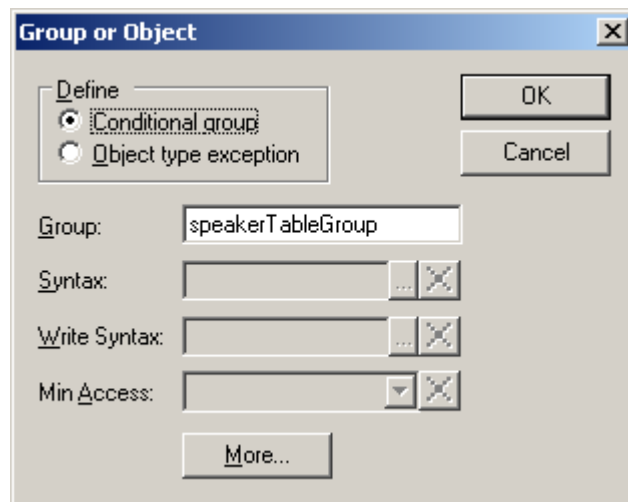 Group or Object
Define
Conditional group
Object type exception
OK
Cancel
Group: speakerTableGroup
Syntax: ...
Write Syntax: ...
Min Access:
More...